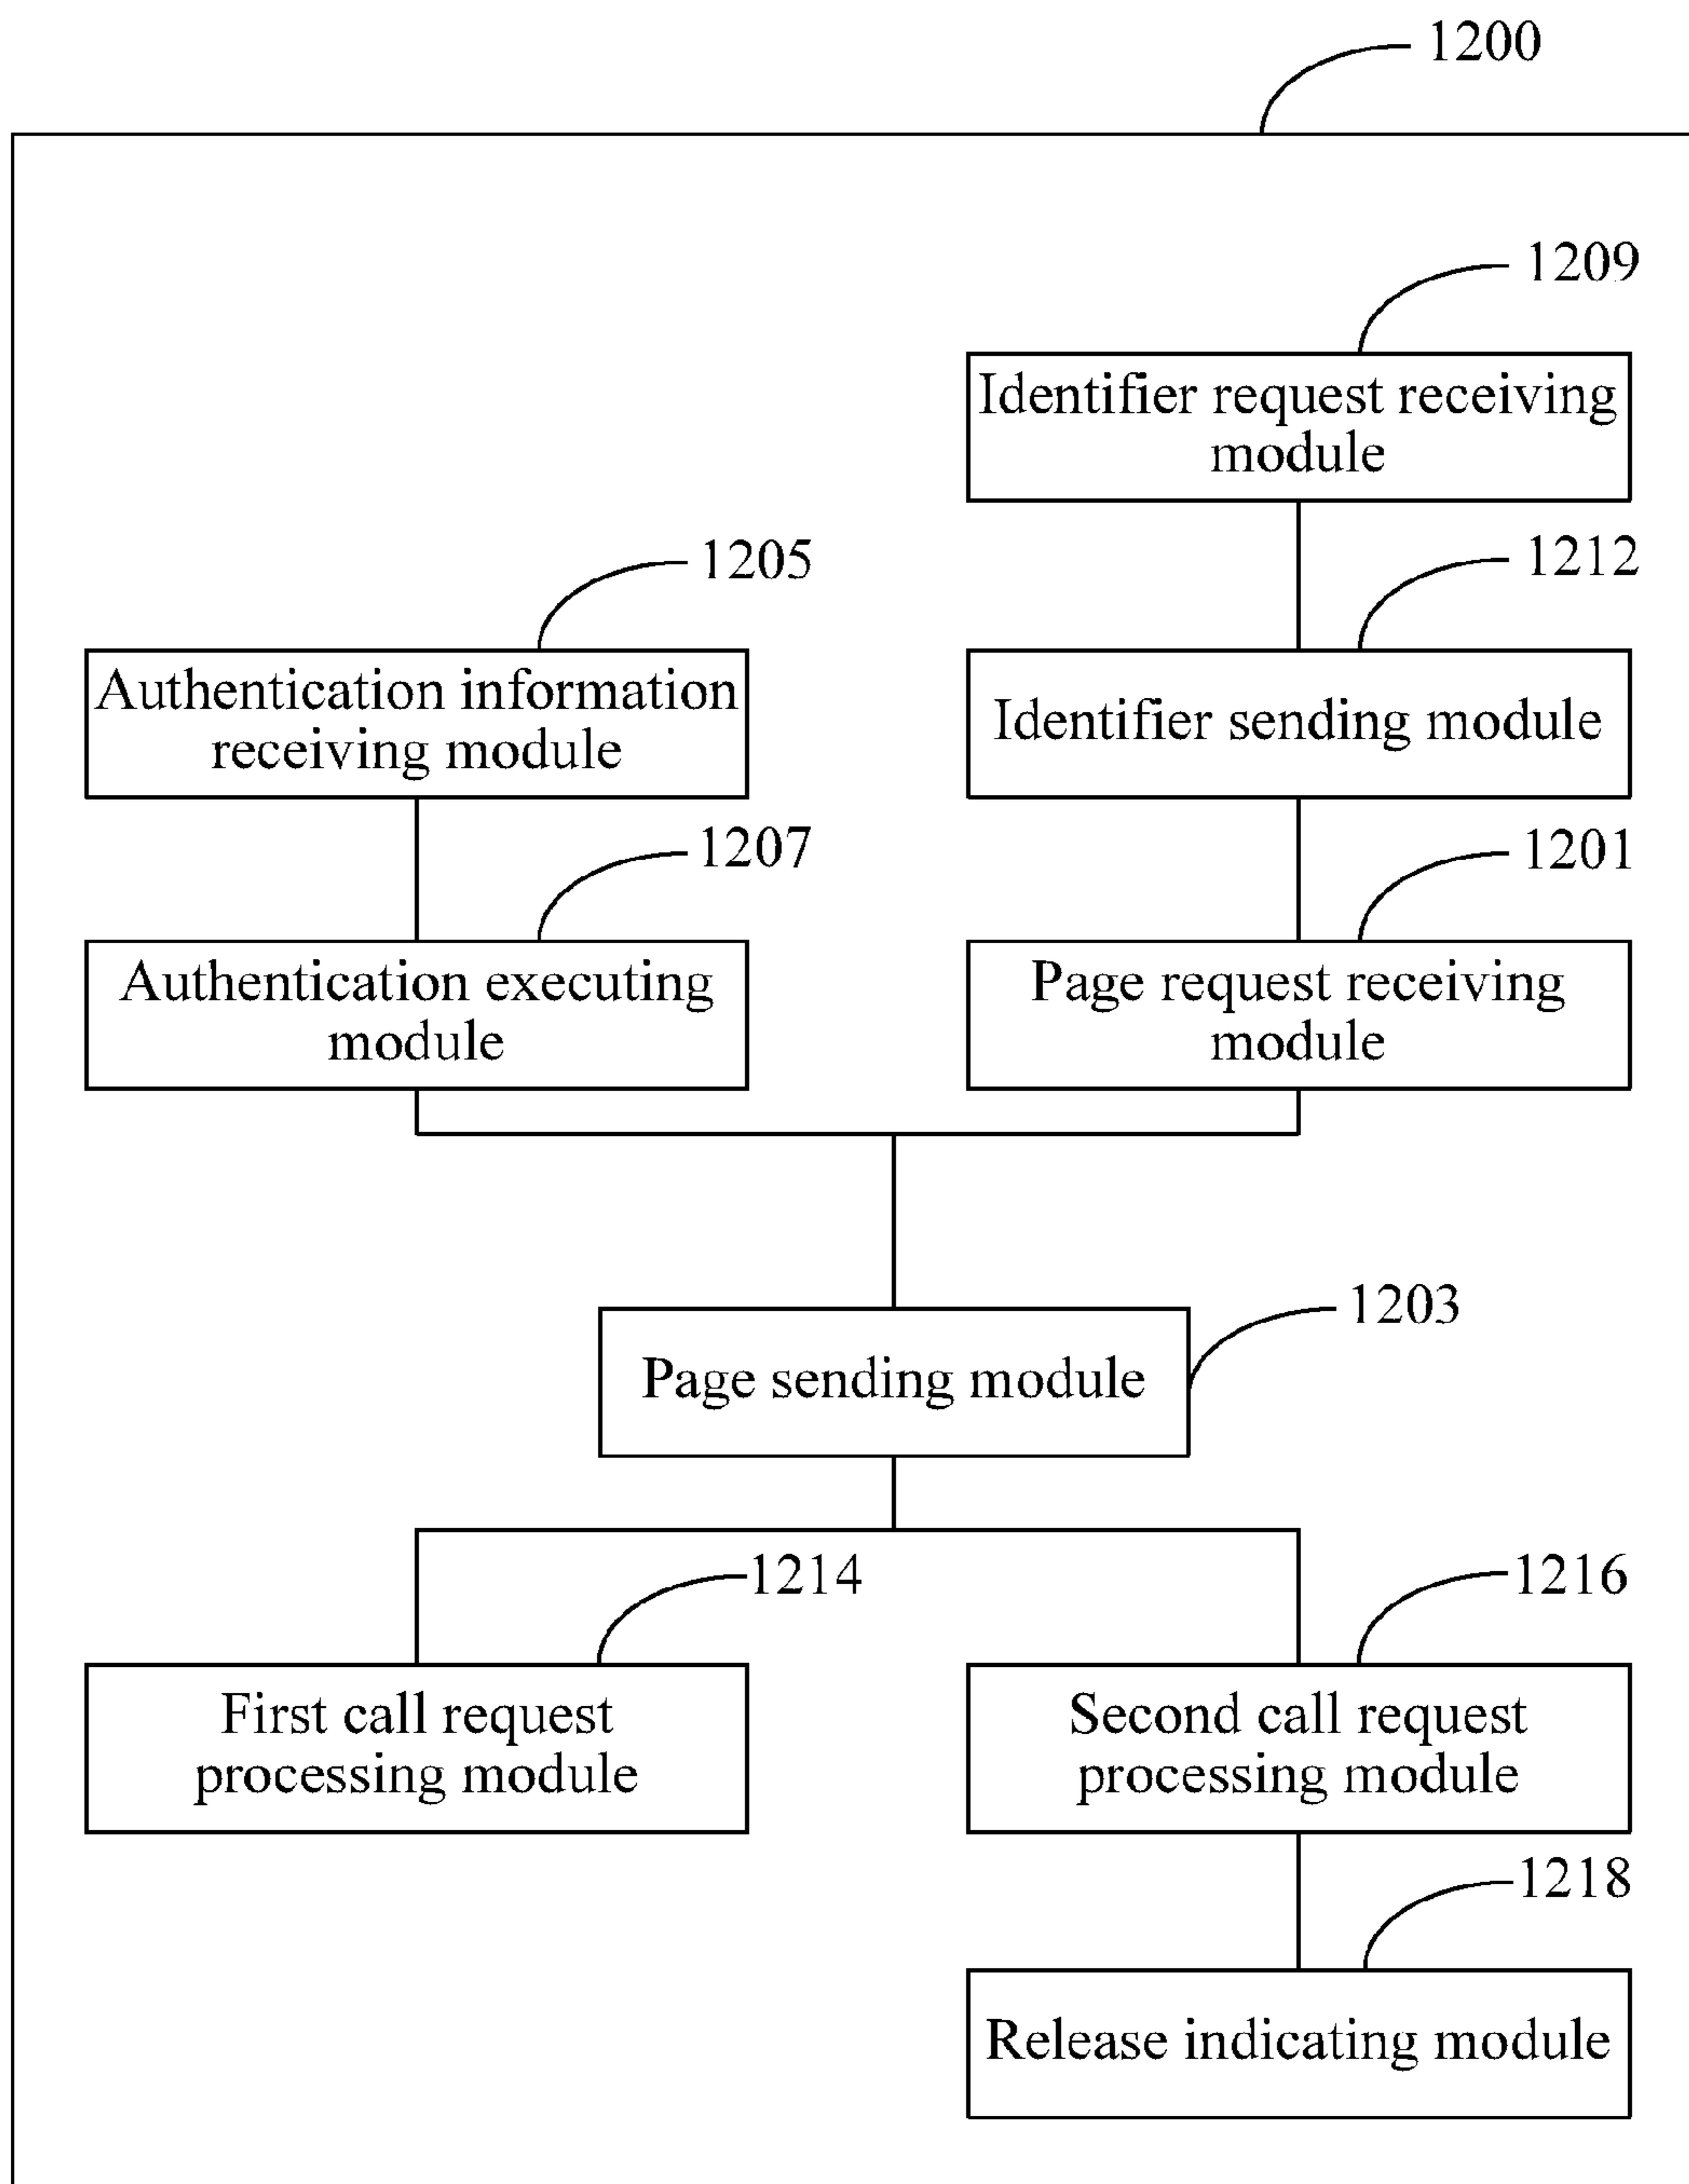 1200
1209
Identifier request receiving
module
1205
1212
Authentication information
receiving module
Identifier sending module
1207
1201
Authentication executing
module
Page request receiving
module
1203
Page sending module
1214
1216
First call request
processing module
Second call request
processing module
1218
Release indicating module